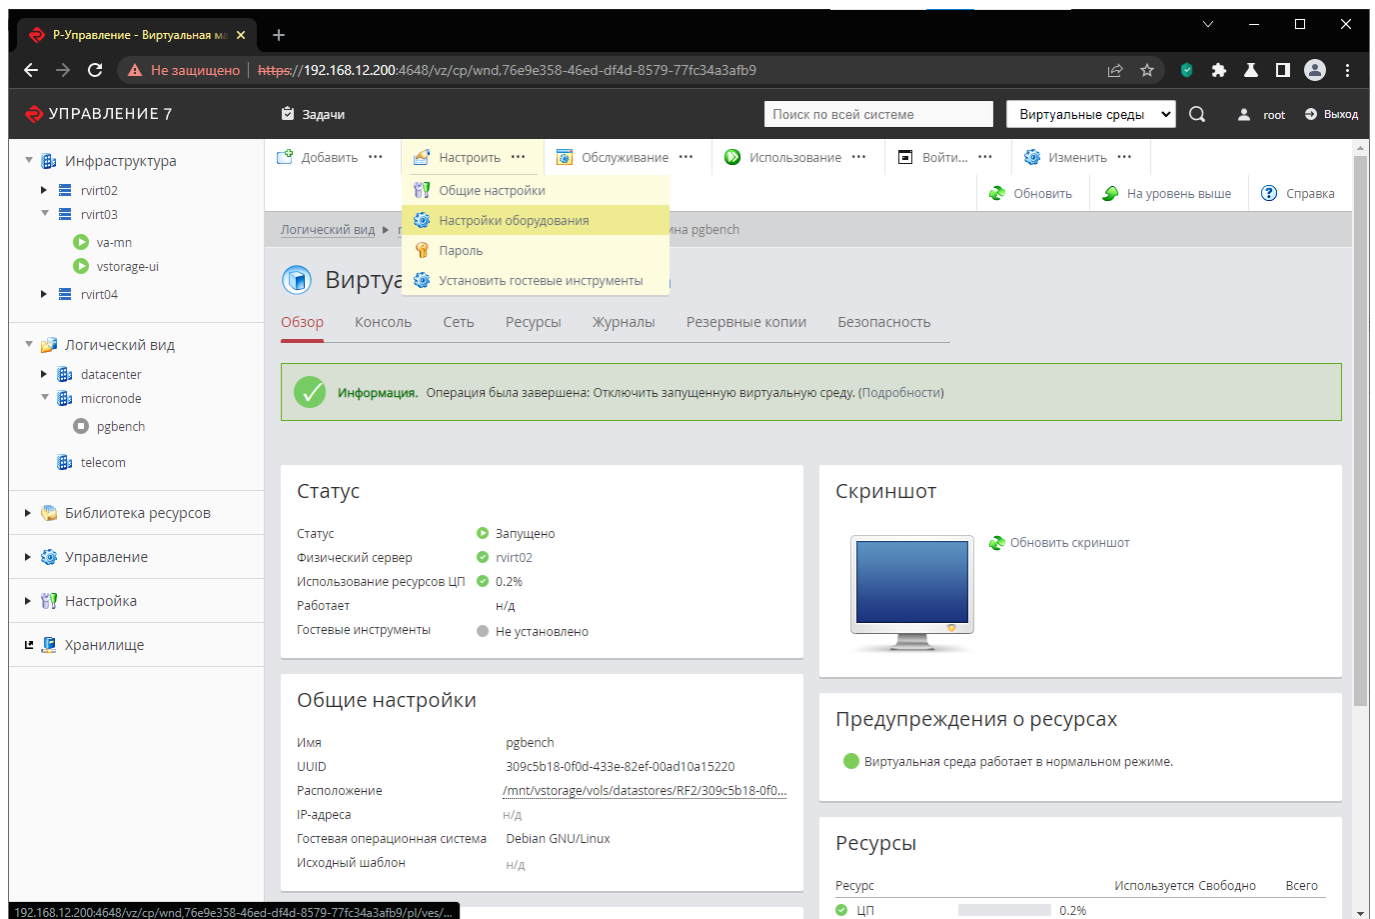 Р-Управление - Виртуальная ма
Не защищено https://192.168.12.200:4648/vz/cp/wnd,76e9e358-46ed-df4d-8579-77fc34a3afb9
УПРАВЛЕНИЕ 7 Задачи Поиск по всей системе Виртуальные среды root Выход
Добавить ... Настроить ... Обслуживание ... Использование ... Войти... ... Изменить ...
Обновить На уровень выше Справка
Общие настройки
Настройки оборудования
Пароль
Установить гостевые инструменты
Инфраструктура
rvirt02
rvirt03
va-mn
vstorage-ui
rvirt04
Логический вид
datacenter
micronode
pgbench
telecom
Библиотека ресурсов
Управление
Настройка
Хранилище
Логический вид на pgbench
Вирту
Обзор Консоль Сеть Ресурсы Журналы Резервные копии Безопасность
Информация. Операция была завершена: Отключить запущенную виртуальную среду. (Подробности)
Статус
Статус Запущено
Физический сервер rvirt02
Использование ресурсов ЦП 0.2%
Работает н/д
Гостевые инструменты Не установлено
Скриншот
Обновить скриншот
Общие настройки
Имя pgbench
UUID 309c5b18-0f0d-433e-82ef-00ad10a15220
Расположение /mnt/vstorage/vols/datastores/RF2/309c5b18-0f0...
IP-адреса н/д
Гостевая операционная система Debian GNU/Linux
Исходный шаблон н/д
Предупреждения о ресурсах
Виртуальная среда работает в нормальном режиме.
Ресурсы
Ресурс Используется Свободно Всего
ЦП 0.2%
192.168.12.200:4648/vz/cp/wnd,76e9e358-46ed-df4d-8579-77fc34a3afb9/pl/ves/...